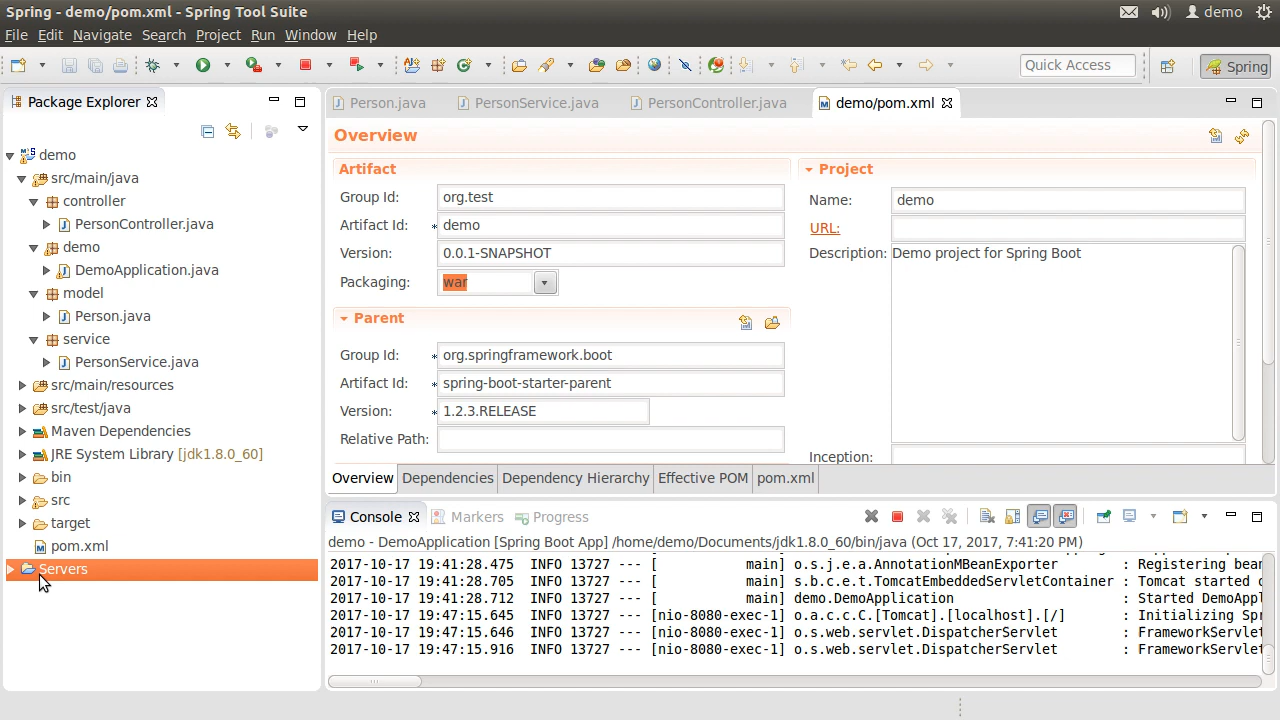 Spring - demo/pom.xml - Spring Tool Suite
demo
File Edit Navigate Search Project Run Window Help
Quick Access
Spring
Package Explorer
demo
src/main/java
controller
PersonController.java
demo
DemoApplication.java
model
Person.java
service
PersonService.java
src/main/resources
src/test/java
Maven Dependencies
JRE System Library [jdk1.8.0_60]
bin
src
target
pom.xml
Servers
Person.java
PersonService.java
PersonController.java
demo/pom.xml
Overview
Artifact
Group Id: org.test
Artifact Id: * demo
Version: 0.0.1-SNAPSHOT
Packaging: war
Parent
Group Id: * org.springframework.boot
Artifact Id: * spring-boot-starter-parent
Version: * 1.2.3.RELEASE
Relative Path:
Project
Name: demo
URL:
Description: Demo project for Spring Boot
Inception:
Overview Dependencies Dependency Hierarchy Effective POM pom.xml
Console Markers Progress
demo - DemoApplication [Spring Boot App] /home/demo/Documents/jdk1.8.0_60/bin/java (Oct 17, 2017, 7:41:20 PM)
2017-10-17 19:41:28.475 INFO 13727 --- [ main] o.s.j.e.a.AnnotationMBeanExporter : Registering bean
2017-10-17 19:41:28.705 INFO 13727 --- [ main] s.b.c.e.t.TomcatEmbeddedServletContainer : Tomcat started o
2017-10-17 19:41:28.712 INFO 13727 --- [ main] demo.DemoApplication : Started DemoAppl
2017-10-17 19:47:15.645 INFO 13727 --- [nio-8080-exec-1] o.a.c.c.C.[Tomcat].[localhost].[/] : Initializing Spr
2017-10-17 19:47:15.646 INFO 13727 --- [nio-8080-exec-1] o.s.web.servlet.DispatcherServlet : FrameworkServlet
2017-10-17 19:47:15.916 INFO 13727 --- [nio-8080-exec-1] o.s.web.servlet.DispatcherServlet : FrameworkServlet